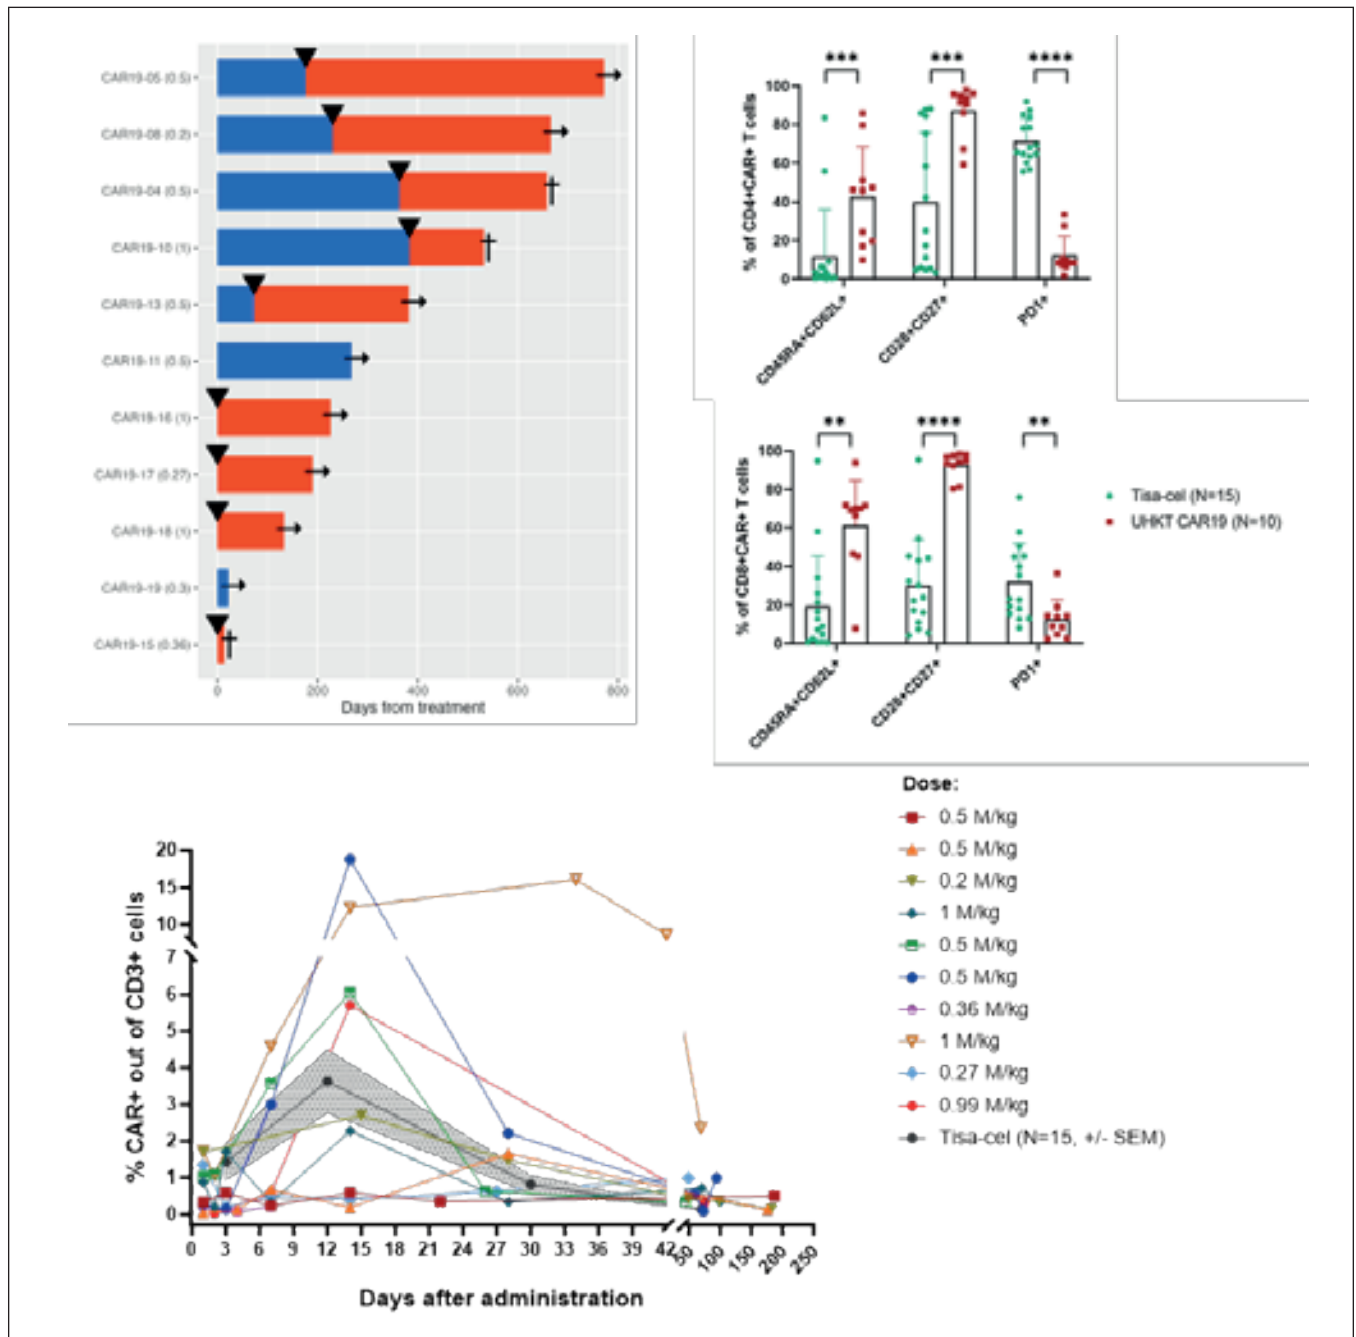 CAR19-05 (0.5)
CAR19-08 (0.2)
CAR19-04 (0.5)
CAR19-10 (1)
CAR19-13 (0.5)
CAR19-11 (0.5)
CAR19-16 (1)
CAR19-17 (0.27)
CAR19-18 (1)
CAR19-19 (0.3)
CAR19-15 (0.36)
0 200 400 600 800
Days from treatment
*** *** ****
100
80
60
40
20
0
% of CD4+CAR+ T cells
CD45RA+CD62L+ CD28+CD27+ PD1+
** **** **
100
80
60
40
20
0
% of CD8+CAR+ T cells
CD45RA+CD62L+ CD28+CD27+ PD1+
Tisa-cel (N=15)
UHKT CAR19 (N=10)
20
15
10
7
6
5
4
3
2
1
0
% CAR+ out of CD3+ cells
0 3 6 9 12 15 18 21 24 27 30 33 36 39 42 50 100 150 200 250
Days after administration
Dose:
0.5 M/kg
0.5 M/kg
0.2 M/kg
1 M/kg
0.5 M/kg
0.5 M/kg
0.36 M/kg
1 M/kg
0.27 M/kg
0.99 M/kg
Tisa-cel (N=15, +/- SEM)